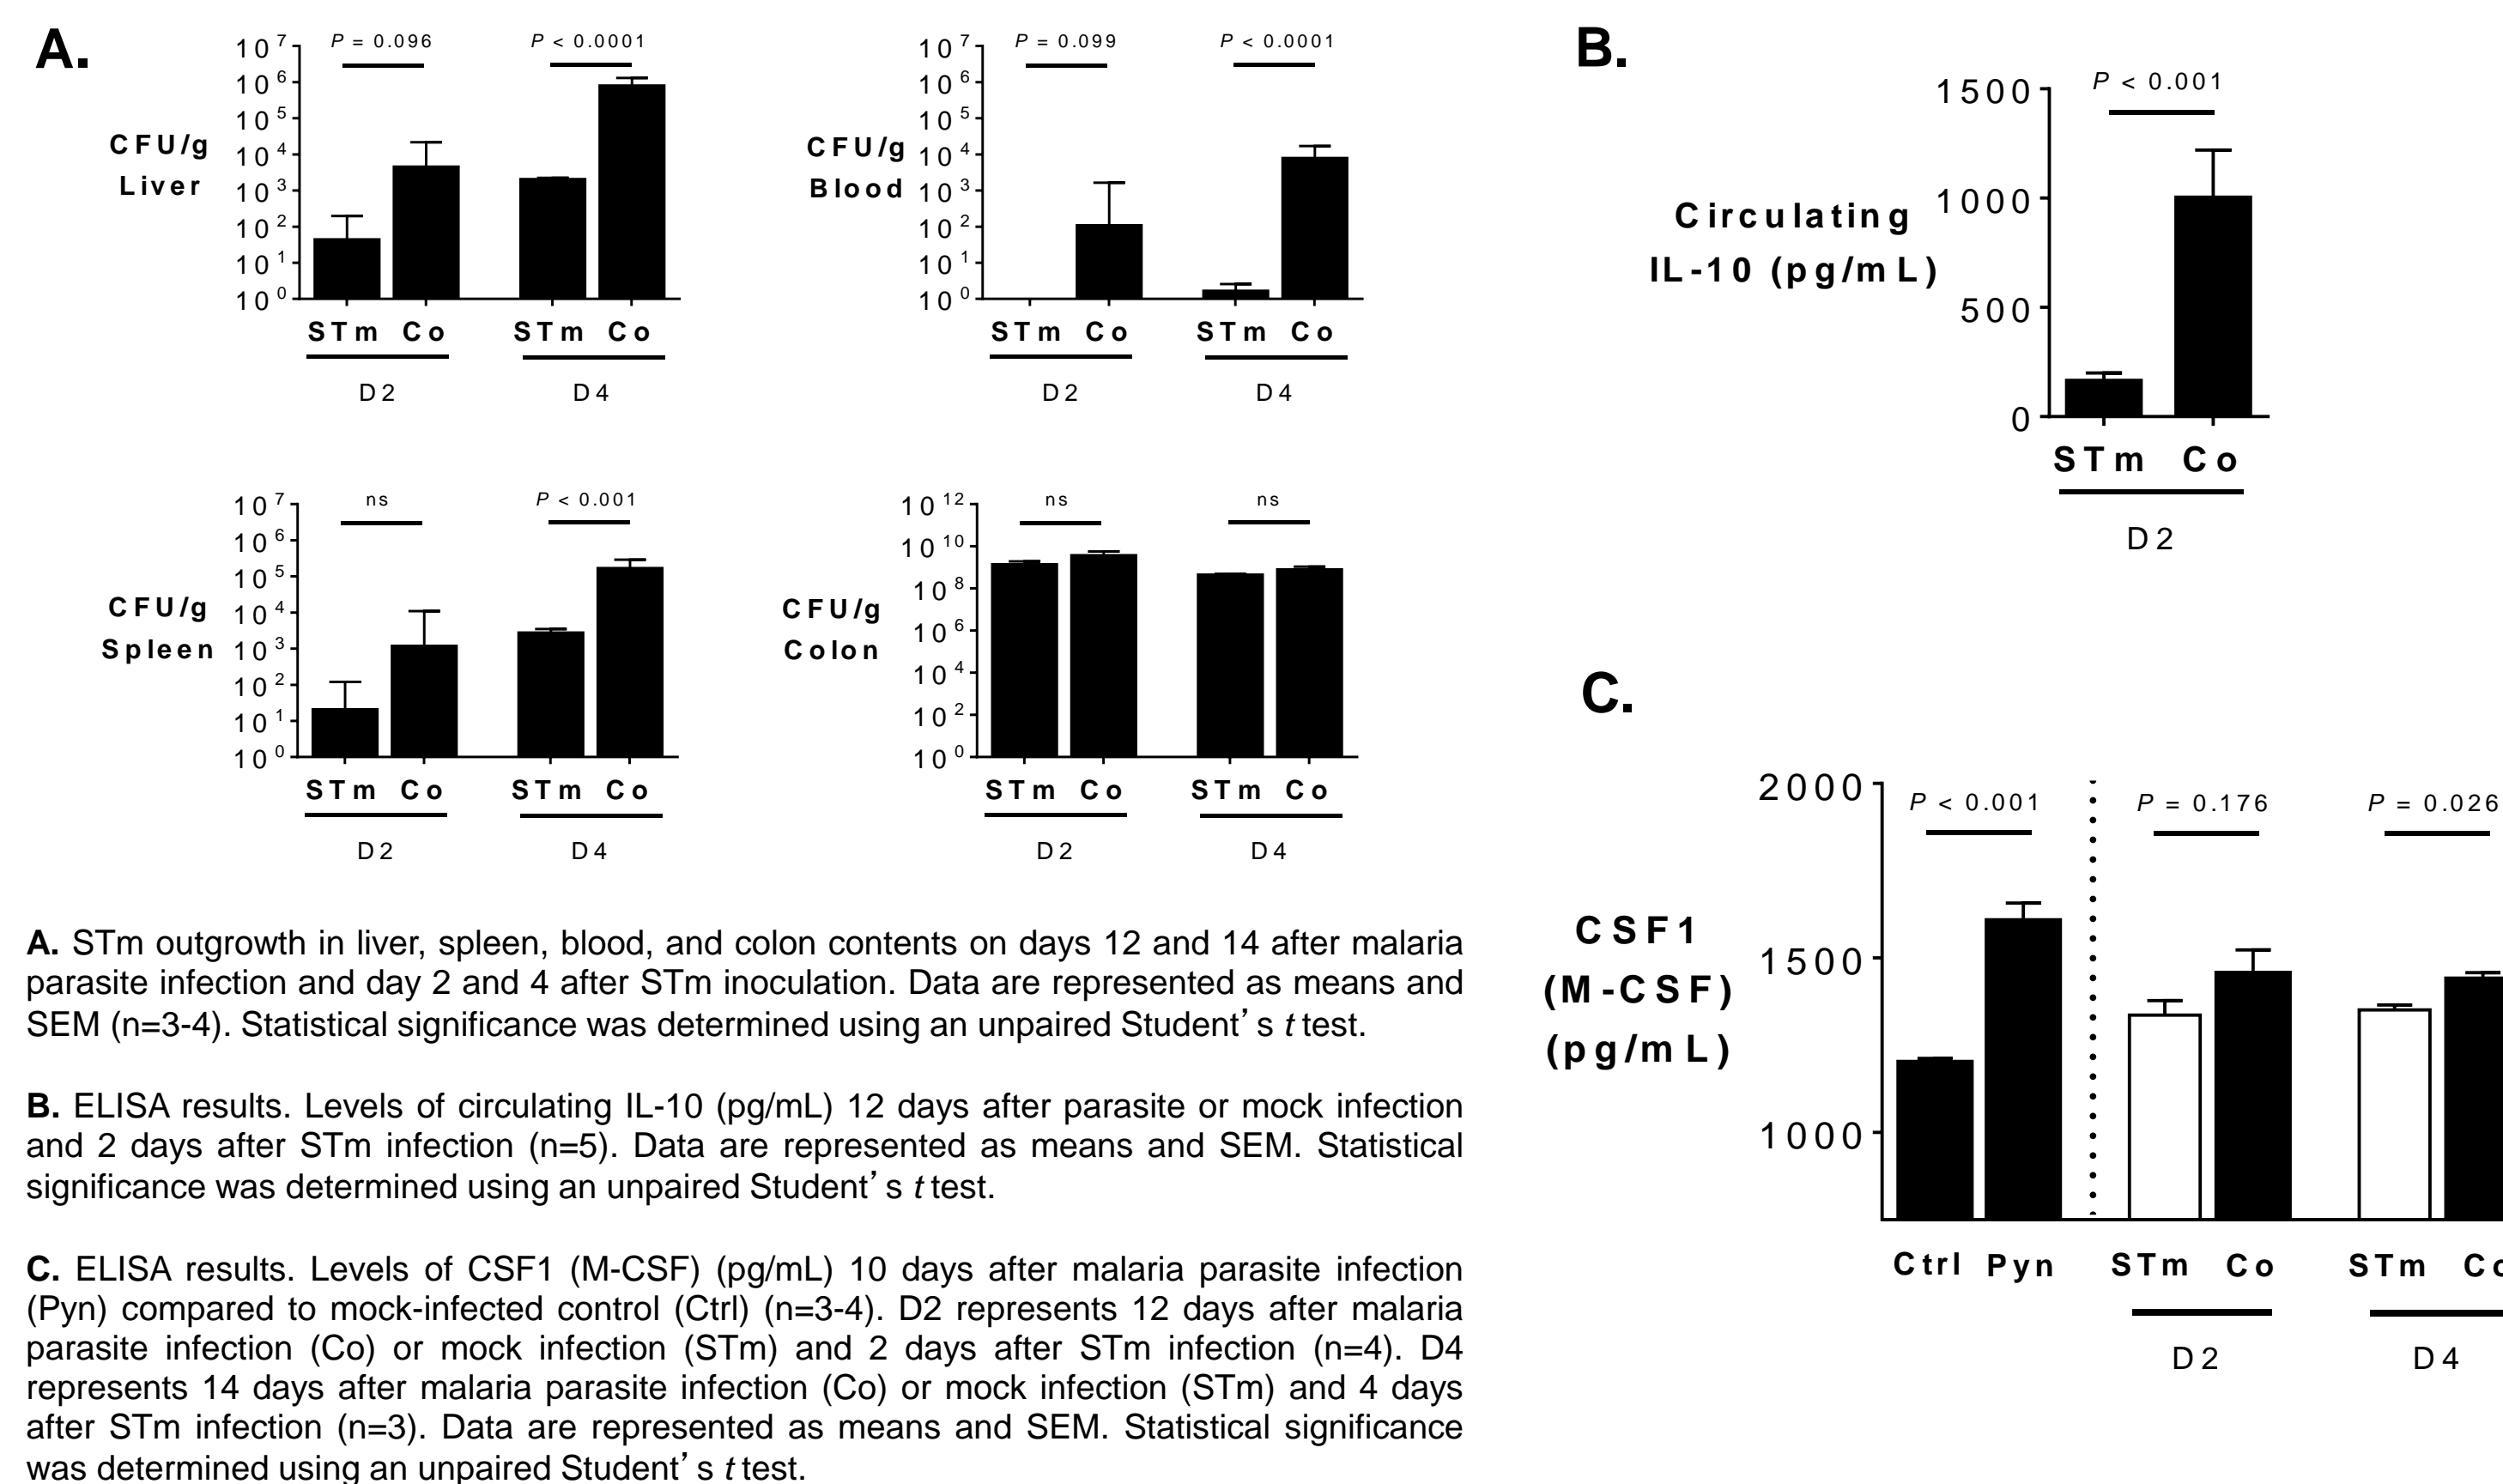 A.
P = 0.096
P < 0.0001
10^7
10^6
10^5
10^4
10^3
10^2
10^1
10^0
CFU/g
Liver
STm Co STm Co
D2 D4
P = 0.099
P < 0.0001
10^7
10^6
10^5
10^4
10^3
10^2
10^1
10^0
CFU/g
Blood
STm Co STm Co
D2 D4
ns
P < 0.001
10^7
10^6
10^5
10^4
10^3
10^2
10^1
10^0
CFU/g
Spleen
STm Co STm Co
D2 D4
ns
ns
10^12
10^10
10^8
10^6
10^4
10^2
10^0
CFU/g
Colon
STm Co STm Co
D2 D4
B.
P < 0.001
1500
1000
500
0
Circulating
IL-10 (pg/mL)
STm Co
D2
C.
2000
1500
1000
P < 0.001
P = 0.176
P = 0.026
CSF1
(M-CSF)
(pg/mL)
Ctrl Pyn STm Co STm Co
D2 D4
A. STm outgrowth in liver, spleen, blood, and colon contents on days 12 and 14 after malaria
parasite infection and day 2 and 4 after STm inoculation. Data are represented as means and
SEM (n=3-4). Statistical significance was determined using an unpaired Student’s t test.
B. ELISA results. Levels of circulating IL-10 (pg/mL) 12 days after parasite or mock infection
and 2 days after STm infection (n=5). Data are represented as means and SEM. Statistical
significance was determined using an unpaired Student’s t test.
C. ELISA results. Levels of CSF1 (M-CSF) (pg/mL) 10 days after malaria parasite infection
(Pyn) compared to mock-infected control (Ctrl) (n=3-4). D2 represents 12 days after malaria
parasite infection (Co) or mock infection (STm) and 2 days after STm infection (n=4). D4
represents 14 days after malaria parasite infection (Co) or mock infection (STm) and 4 days
after STm infection (n=3). Data are represented as means and SEM. Statistical significance
was determined using an unpaired Student’s t test.